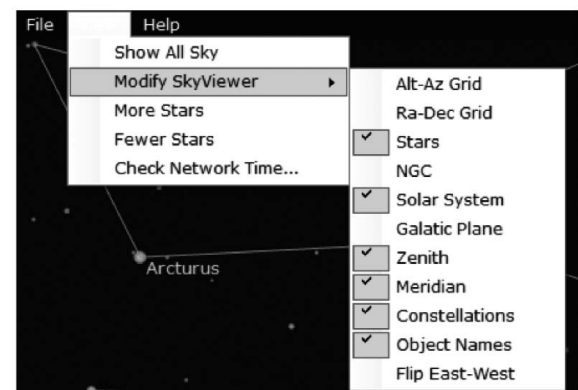 File Help
Show All Sky
Modify SkyViewer
More Stars
Fewer Stars
Check Network Time...
Alt-Az Grid
Ra-Dec Grid
Stars
NGC
Solar System
Galatic Plane
Zenith
Meridian
Constellations
Object Names
Flip East-West
Arcturus